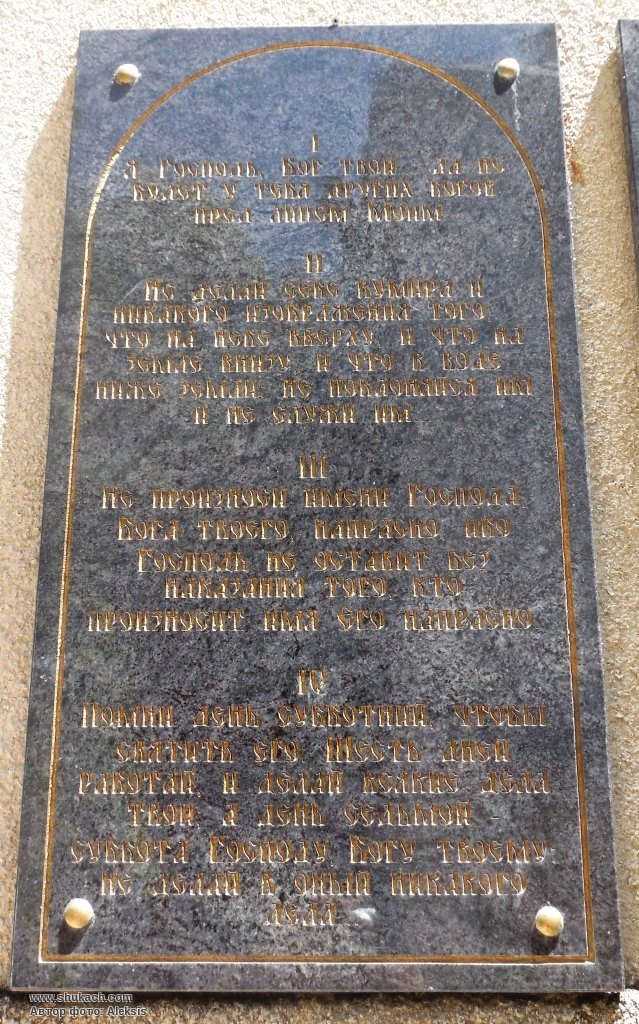 I
Я Господь, Бог твой... да не
будет у тебя других богов
пред лицем Моим
II
Не делай себе кумира и
никакого изображения того,
что на небе вверху, и что на
земле внизу, и что в воде
ниже земли; не поклоняйся им
и не служи им...
III
Не произноси имени Господа,
Бога твоего, напрасно ибо
Господь не оставит без
наказания того, кто
произносит имя Его напрасно
IV
Помни день субботний, чтобы
святить его. Шесть дней
работай, и делай всякие дела
твои, а день седьмой -
суббота Господу, Богу твоему:
не делай в оный никакого
дела...
www.shukach.com
Автор фото: Aleksis